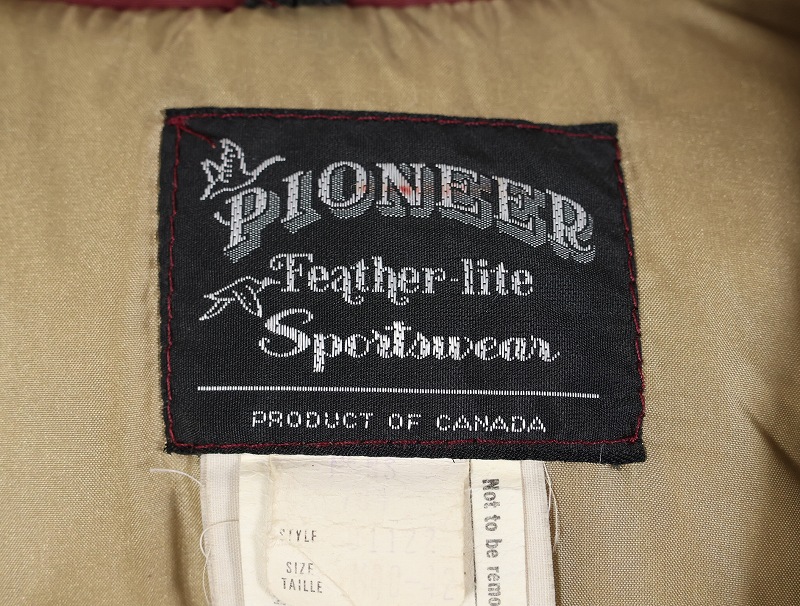 PIONEER
Feather-lite
Sportswear
PRODUCT OF CANADA
STYLE
SIZE
TAILLE
Not to be remo